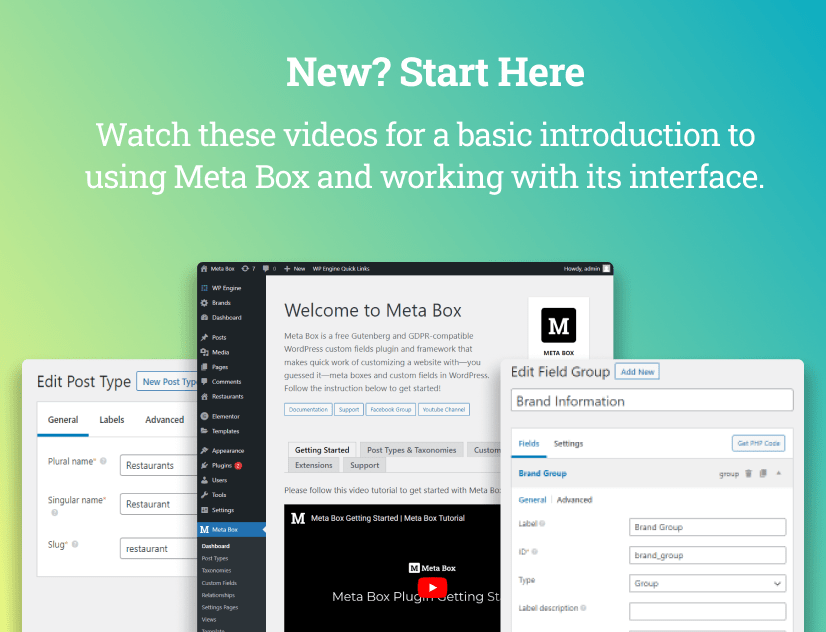 New? Start Here
Watch these videos for a basic introduction to
using Meta Box and working with its interface.
Meta Box 7 0 New WP Engine Quick Links Howdy, admin
WP Engine
Brands
Dashboard
Posts
Media
Pages
Comments
Restaurants
Elementor
Templates
Appearance
Plugins 2
Users
Tools
Settings
Meta Box
Dashboard
Post Types
Taxonomies
Custom Fields
Relationships
Settings Pages
Views
Template
Welcome to Meta Box
Meta Box is a free Gutenberg and GDPR-compatible
WordPress custom fields plugin and framework that
makes quick work of customizing a website with—you
guessed it—meta boxes and custom fields in WordPress.
Follow the instruction below to get started!
M
META BOX
Documentation Support Facebook Group Youtube Channel
Getting Started Post Types & Taxonomies Custom
Extensions Support
Please follow this video tutorial to get started with Meta Box
M Meta Box Getting Started | Meta Box Tutorial
M Meta Box
Meta Box Plugin Getting St
Edit Post Type New Post Type
General Labels Advanced
Plural name* Restaurants
Singular name* Restaurant
Slug* restaurant
Edit Field Group Add New
Brand Information
Fields Settings Get PHP Code
Brand Group group
General | Advanced
Label Brand Group
ID* brand_group
Type Group
Label description